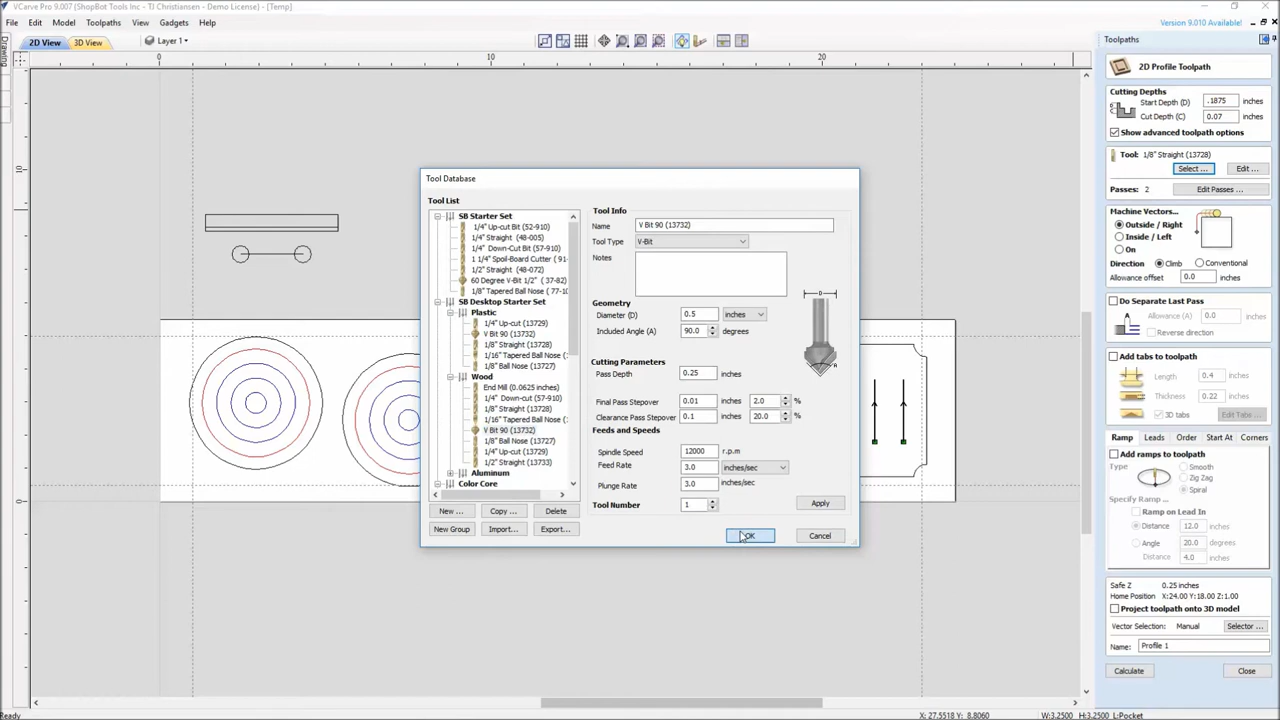 VCarve Pro 9.007 (ShopBot Tools Inc - TJ Christiansen - Demo License) - [Temp]
File Edit Model Toolpaths View Gadgets Help
Version 9.010 Available!
2D View 3D View Layer 1
Drawing
Toolpaths
0 10 20
2D Profile Toolpath
Cutting Depths
Start Depth (D) .1875 inches
Cut Depth (C) 0.07 inches
Show advanced toolpath options
Tool: 1/8" Straight (13728)
Select ... Edit ...
Passes: 2 Edit Passes ...
Machine Vectors...
Outside / Right
Inside / Left
On
Direction Climb Conventional
Allowance offset 0.0 inches
Do Separate Last Pass
Allowance (A) 0.0 inches
Reverse direction
Add tabs to toolpath
Length 0.4 inches
Thickness 0.22 inches
3D tabs Edit Tabs ...
Ramp Leads Order Start At Corners
Add ramps to toolpath
Type Smooth
Zig Zag
Spiral
Specify Ramp ...
Ramp on Lead In
Distance 12.0 inches
Angle 20.0 degrees
Distance 4.0 inches
Safe Z 0.25 inches
Home Position X:24.00 Y:18.00 Z:1.00
Project toolpath onto 3D model
Vector Selection: Manual Selector ...
Name: Profile 1
Calculate Close
Tool Database
Tool List
SB Starter Set
1/4" Up-cut Bit (52-910)
1/4" Straight (48-005)
1/4" Down-Cut Bit (57-910)
1 1/4" Spoil-Board Cutter (91-
1/2" Straight (48-072)
60 Degree V-Bit 1/2" ( 37-82)
1/8" Tapered Ball Nose ( 77-10
SB Desktop Starter Set
Plastic
1/4" Up-cut (13729)
V Bit 90 (13732)
1/8" Straight (13728)
1/16" Tapered Ball Nose (
1/8" Ball Nose (13727)
Wood
End Mill (0.0625 inches)
1/4" Down-cut (57-910)
1/8" Straight (13728)
1/16" Tapered Ball Nose (
V Bit 90 (13732)
1/8" Ball Nose (13727)
1/4" Up-cut (13729)
1/2" Straight (13733)
Aluminum
Color Core
New ... Copy ... Delete
New Group Import... Export...
Tool Info
Name V Bit 90 (13732)
Tool Type V-Bit
Notes
Geometry
Diameter (D) 0.5 inches
Included Angle (A) 90.0 degrees
D
A
Cutting Parameters
Pass Depth 0.25 inches
Final Pass Stepover 0.01 inches 2.0 %
Clearance Pass Stepover 0.1 inches 20.0 %
Feeds and Speeds
Spindle Speed 12000 r.p.m
Feed Rate 3.0 inches/sec
Plunge Rate 3.0 inches/sec
Tool Number 1 Apply
OK Cancel
Ready X: 27.5518 Y: 8.8060 W:3.2500 H:3.2500 L:Pocket